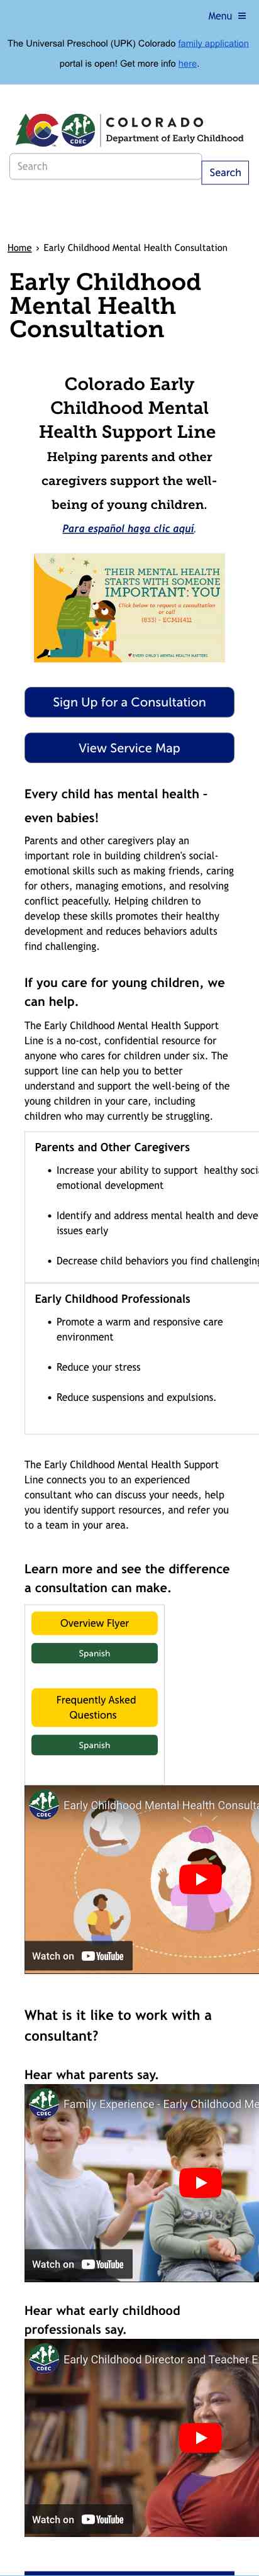 Menu ≡
The Universal Preschool (UPK) Colorado family application
portal is open! Get more info here.
COLORADO
Department of Early Childhood
CDEC
Search
Search
Home › Early Childhood Mental Health Consultation
Early Childhood
Mental Health
Consultation
Colorado Early
Childhood Mental
Health Support Line
Helping parents and other
caregivers support the well-
being of young children.
Para español haga clic aquí.
THEIR MENTAL HEALTH
STARTS WITH SOMEONE
IMPORTANT: YOU
Click below to request a consultation
or call
(833) - ECMH411
EVERY CHILD'S MENTAL HEALTH MATTERS
Sign Up for a Consultation
View Service Map
Every child has mental health -
even babies!
Parents and other caregivers play an
important role in building children's social-
emotional skills such as making friends, caring
for others, managing emotions, and resolving
conflict peacefully. Helping children to
develop these skills promotes their healthy
development and reduces behaviors adults
find challenging.
If you care for young children, we
can help.
The Early Childhood Mental Health Support
Line is a no-cost, confidential resource for
anyone who cares for children under six. The
support line can help you to better
understand and support the well-being of the
young children in your care, including
children who may currently be struggling.
Parents and Other Caregivers
• Increase your ability to support healthy soci
emotional development
• Identify and address mental health and deve
issues early
• Decrease child behaviors you find challenging
Early Childhood Professionals
• Promote a warm and responsive care
environment
• Reduce your stress
• Reduce suspensions and expulsions.
The Early Childhood Mental Health Support
Line connects you to an experienced
consultant who can discuss your needs, help
you identify support resources, and refer you
to a team in your area.
Learn more and see the difference
a consultation can make.
Overview Flyer
Spanish
Frequently Asked
Questions
Spanish
CDEC
Early Childhood Mental Health Consulta
Watch on YouTube
What is it like to work with a
consultant?
Hear what parents say.
CDEC
Family Experience - Early Childhood Me
Watch on YouTube
Hear what early childhood
professionals say.
CDEC
Early Childhood Director and Teacher E
Watch on YouTube